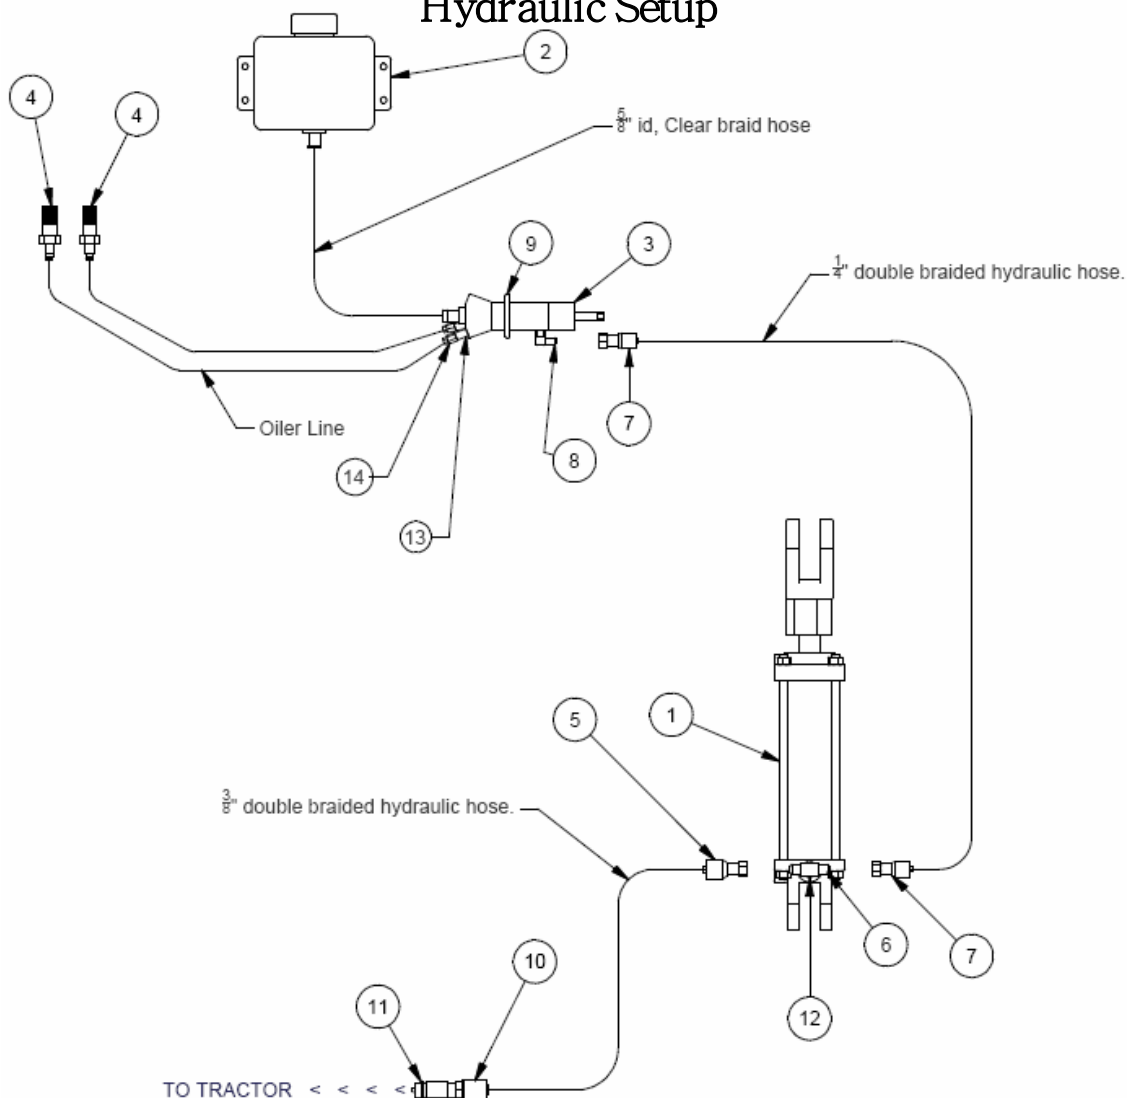 Hydraulic Setup
2
4
4
5/8" id, Clear braid hose
9
3
1/4" double braided hydraulic hose.
7
Oiler Line
8
14
13
5
1
3/8" double braided hydraulic hose.
6
7
10
12
11
TO TRACTOR < < < <